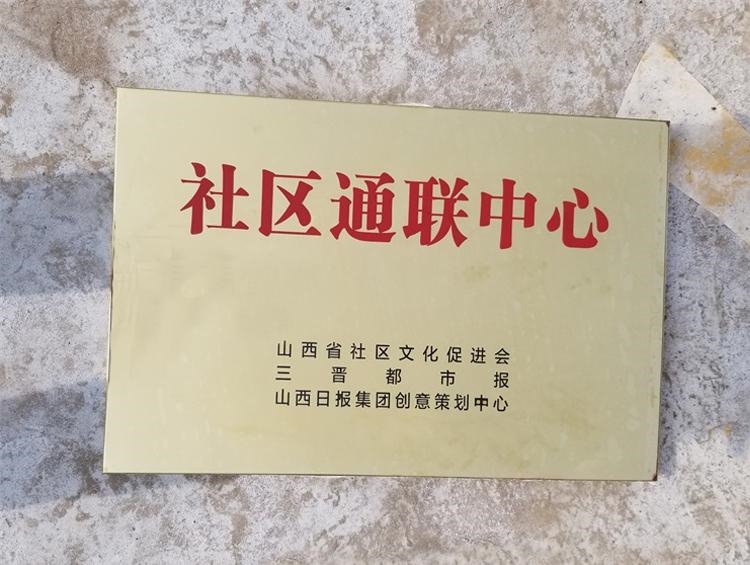 社区通联中心
山西省社区文化促进会
三晋都市报
山西日报集团创意策划中心